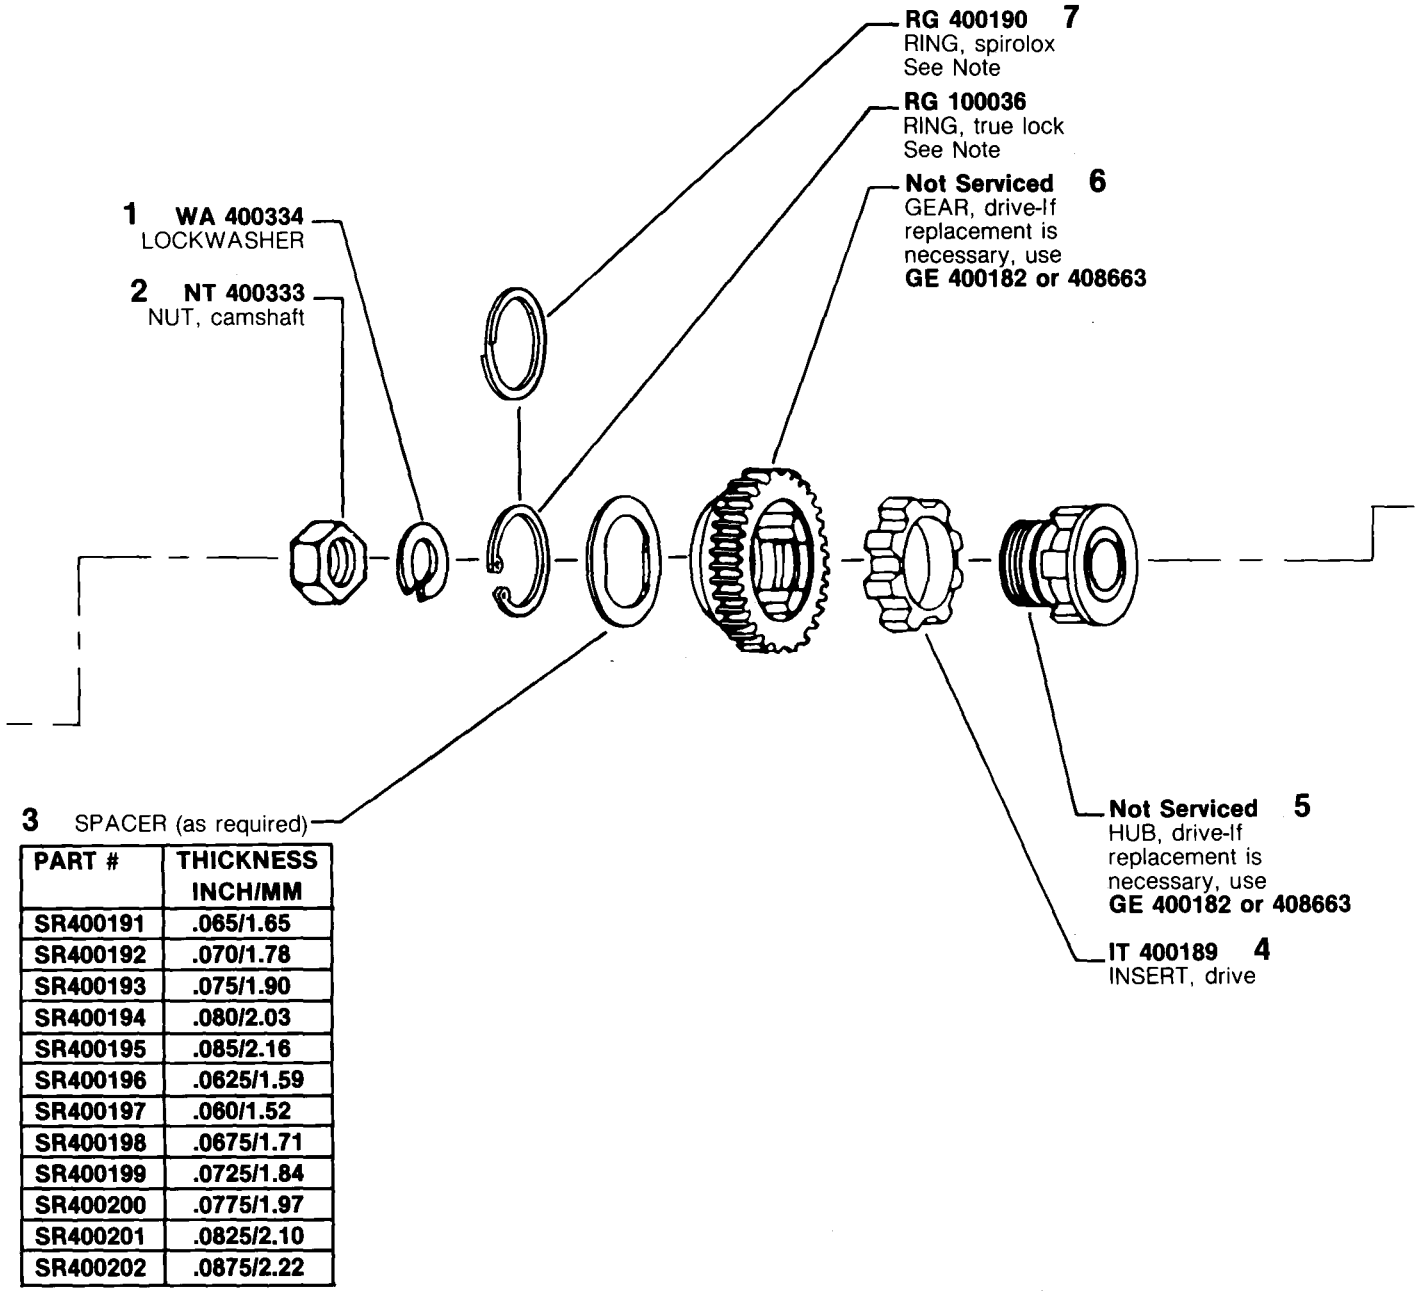 RG 400190 7
RING, spirolox
See Note
RG 100036
RING, true lock
See Note
Not Serviced 6
GEAR, drive-If
replacement is
necessary, use
GE 400182 or 408663
1 WA 400334
LOCKWASHER
2 NT 400333
NUT, camshaft
3 SPACER (as required)
PART # THICKNESS
INCH/MM
SR400191 .065/1.65
SR400192 .070/1.78
SR400193 .075/1.90
SR400194 .080/2.03
SR400195 .085/2.16
SR400196 .0625/1.59
SR400197 .060/1.52
SR400198 .0675/1.71
SR400199 .0725/1.84
SR400200 .0775/1.97
SR400201 .0825/2.10
SR400202 .0875/2.22
Not Serviced 5
HUB, drive-If
replacement is
necessary, use
GE 400182 or 408663
IT 400189 4
INSERT, drive